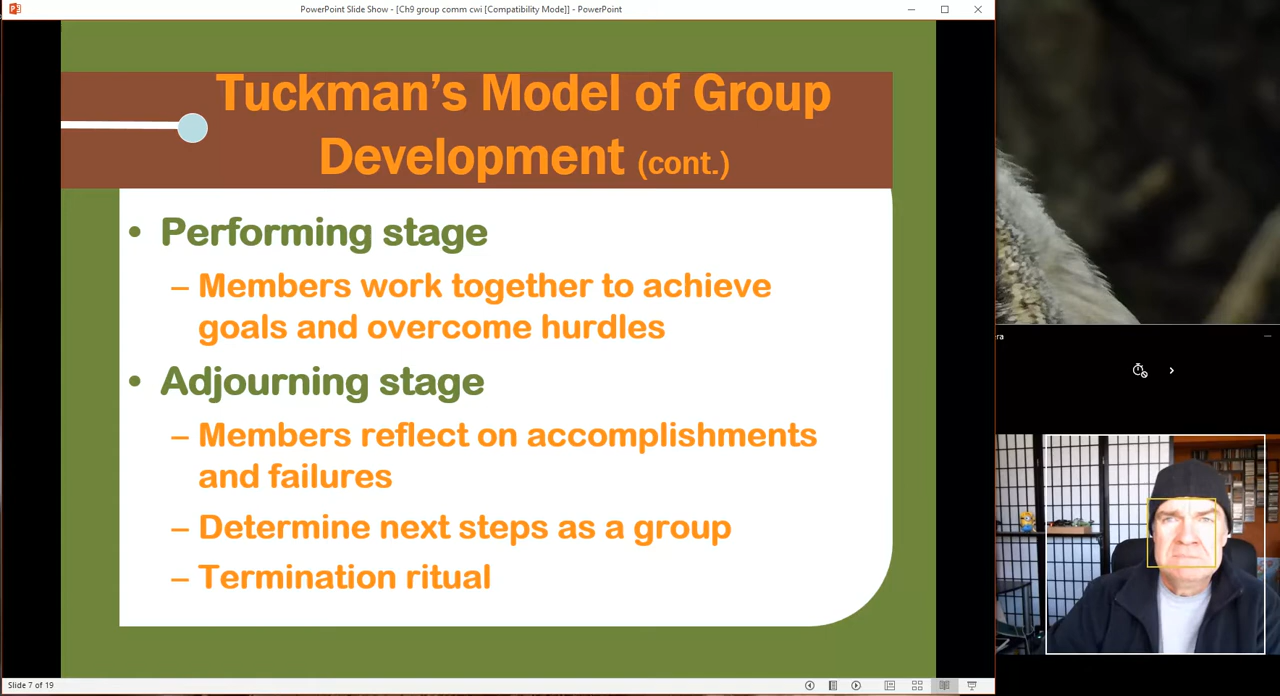 PowerPoint Slide Show - [Ch9 group comm cwi [Compatibility Mode]] - PowerPoint
Tuckman’s Model of Group
Development (cont.)
• Performing stage
– Members work together to achieve
goals and overcome hurdles
• Adjourning stage
– Members reflect on accomplishments
and failures
– Determine next steps as a group
– Termination ritual
era
Slide 7 of 19